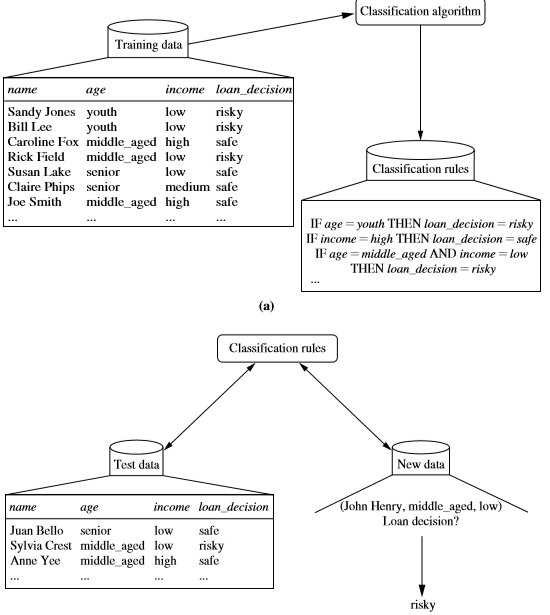 Classification algorithm
Training data
name age income loan_decision
Sandy Jones youth low risky
Bill Lee youth low risky
Caroline Fox middle_aged high safe
Rick Field middle_aged low risky
Susan Lake senior low safe
Claire Phips senior medium safe
Joe Smith middle_aged high safe
... ... ... ...
Classification rules
IF age = youth THEN loan_decision = risky
IF income = high THEN loan_decision = safe
IF age = middle_aged AND income = low
THEN loan_decision = risky
...
(a)
Classification rules
Test data
name age income loan_decision
Juan Bello senior low safe
Sylvia Crest middle_aged low risky
Anne Yee middle_aged high safe
... ... ... ...
New data
(John Henry, middle_aged, low)
Loan decision?
risky